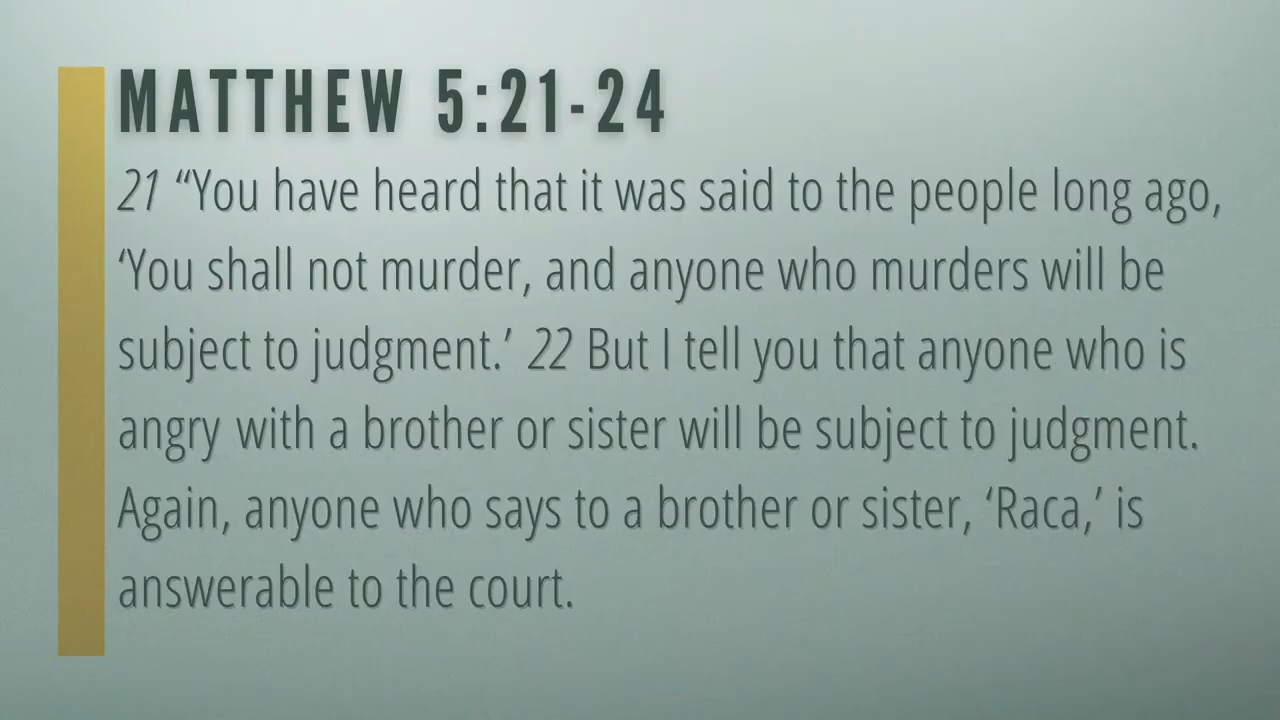 MATTHEW 5:21-24
21 “You have heard that it was said to the people long ago,
‘You shall not murder, and anyone who murders will be
subject to judgment.’ 22 But I tell you that anyone who is
angry with a brother or sister will be subject to judgment.
Again, anyone who says to a brother or sister, ‘Raca,’ is
answerable to the court.